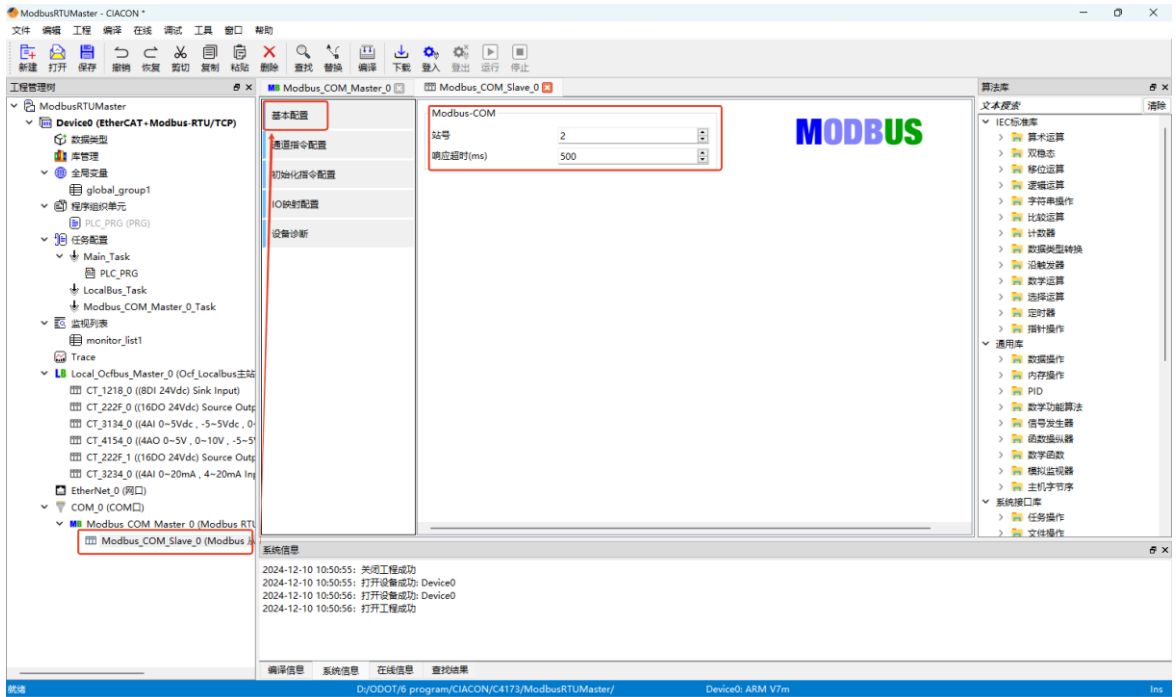 ModbusRTUMaster - CIACON *
文件 编辑 工程 编译 在线 调试 工具 窗口 帮助
新建 打开 保存 撤销 恢复 剪切 复制 粘贴 删除 查找 替换 编译 下载 登入 登出 运行 停止
工程管理树
ModbusRTUMaster
Device0 (EtherCAT+Modbus-RTU/TCP)
数据类型
库管理
全局变量
global_group1
程序组织单元
PLC_PRG (PRG)
任务配置
Main_Task
PLC_PRG
LocalBus_Task
Modbus_COM_Master_0_Task
监视列表
monitor_list1
Trace
LB Local_Ocfbus_Master_0 (Ocf_Localbus主站
CT_1218_0 ((8DI 24Vdc) Sink Input)
CT_222F_0 ((16DO 24Vdc) Source Outp
CT_3134_0 ((4AI 0~5Vdc , -5~5Vdc , 0~
CT_4154_0 ((4AO 0~5V , 0~10V , -5~5V
CT_222F_1 ((16DO 24Vdc) Source Outp
CT_3234_0 ((4AI 0~20mA , 4~20mA Inp
EtherNet_0 (网口)
COM_0 (COM口)
MB Modbus_COM_Master_0 (Modbus RTU
Modbus_COM_Slave_0 (Modbus 从
MB Modbus_COM_Master_0
Modbus_COM_Slave_0
基本配置
通道指令配置
初始化指令配置
IO映射配置
设备诊断
Modbus-COM
站号 2
响应超时(ms) 500
MODBUS
算法库
文本搜索 清除
IEC标准库
算术运算
双稳态
移位运算
逻辑运算
字符串操作
比较运算
计数器
数据类型转换
沿触发器
数学运算
选择运算
定时器
指针操作
通用库
数据操作
内存操作
PID
数学功能算法
信号发生器
函数操纵器
数学函数
模拟监视器
主机字节序
系统接口库
任务操作
文件操作
系统信息
2024-12-10 10:50:55: 关闭工程成功
2024-12-10 10:50:55: 打开设备成功: Device0
2024-12-10 10:50:56: 打开设备成功: Device0
2024-12-10 10:50:56: 打开工程成功
编译信息 系统信息 在线信息 查找结果
就绪 D:/ODOT/6 program/CIACON/C4173/ModbusRTUMaster/ Device0: ARM V7m Ins